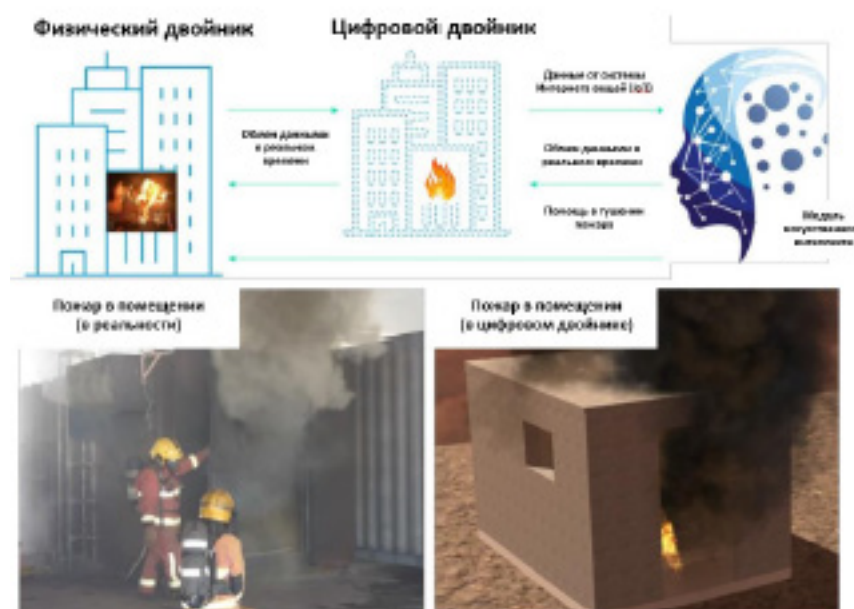 Физический двойник
Цифровой двойник
Обмен данными
в реальном
времени
Данные от системы
Интернета вещей (IoT)
Обмен данными в
реальном времени
Помощь в тушении
пожара
Модель
искусственного
интеллекта
Пожар в помещении
(в реальности)
Пожар в помещении
(в цифровом двойнике)